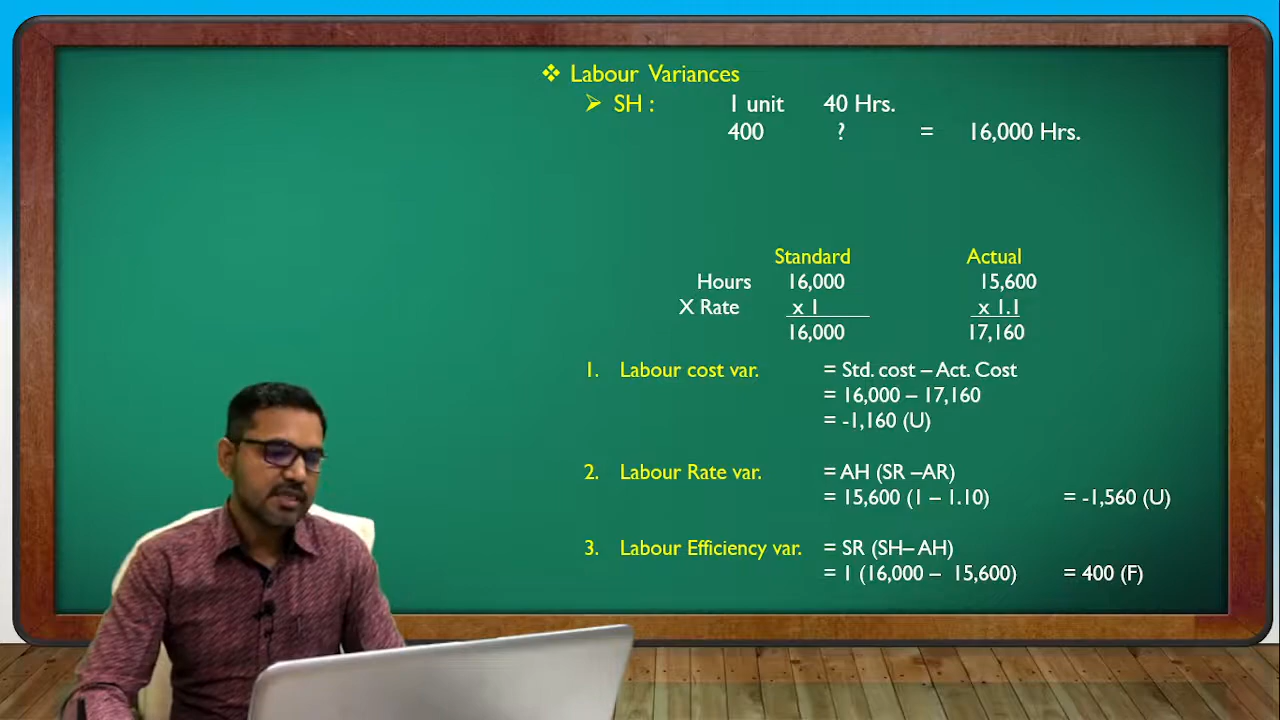 ❖ Labour Variances
➢ SH : 1 unit 40 Hrs.
400 ? = 16,000 Hrs.
Standard Actual
Hours 16,000 15,600
X Rate x 1 x 1.1
16,000 17,160
1. Labour cost var. = Std. cost – Act. Cost
= 16,000 – 17,160
= -1,160 (U)
2. Labour Rate var. = AH (SR –AR)
= 15,600 (1 – 1.10) = -1,560 (U)
3. Labour Efficiency var. = SR (SH– AH)
= 1 (16,000 – 15,600) = 400 (F)